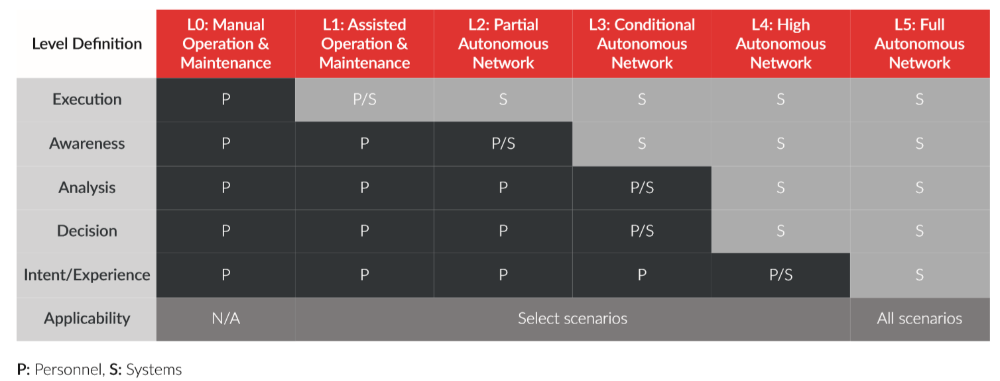 Level Definition
L0: Manual
Operation &
Maintenance
L1: Assisted
Operation &
Maintenance
L2: Partial
Autonomous
Network
L3: Conditional
Autonomous
Network
L4: High
Autonomous
Network
L5: Full
Autonomous
Network
Execution P P/S S S S S
Awareness P P P/S S S S
Analysis P P P P/S S S
Decision P P P P/S S S
Intent/Experience P P P P P/S S
Applicability N/A Select scenarios All scenarios
P: Personnel, S: Systems